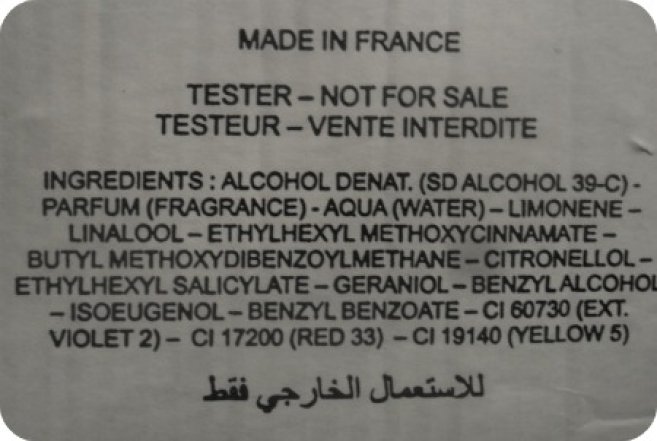 MADE IN FRANCE
TESTER – NOT FOR SALE
TESTEUR – VENTE INTERDITE
INGREDIENTS : ALCOHOL DENAT. (SD ALCOHOL 39-C) -
PARFUM (FRAGRANCE) - AQUA (WATER) – LIMONENE –
LINALOOL – ETHYLHEXYL METHOXYCINNAMATE –
BUTYL METHOXYDIBENZOYLMETHANE – CITRONELLOL –
ETHYLHEXYL SALICYLATE – GERANIOL – BENZYL ALCOHOL
– ISOEUGENOL – BENZYL BENZOATE – CI 60730 (EXT.
VIOLET 2) – CI 17200 (RED 33) – CI 19140 (YELLOW 5)
للاستعمال الخارجي فقط